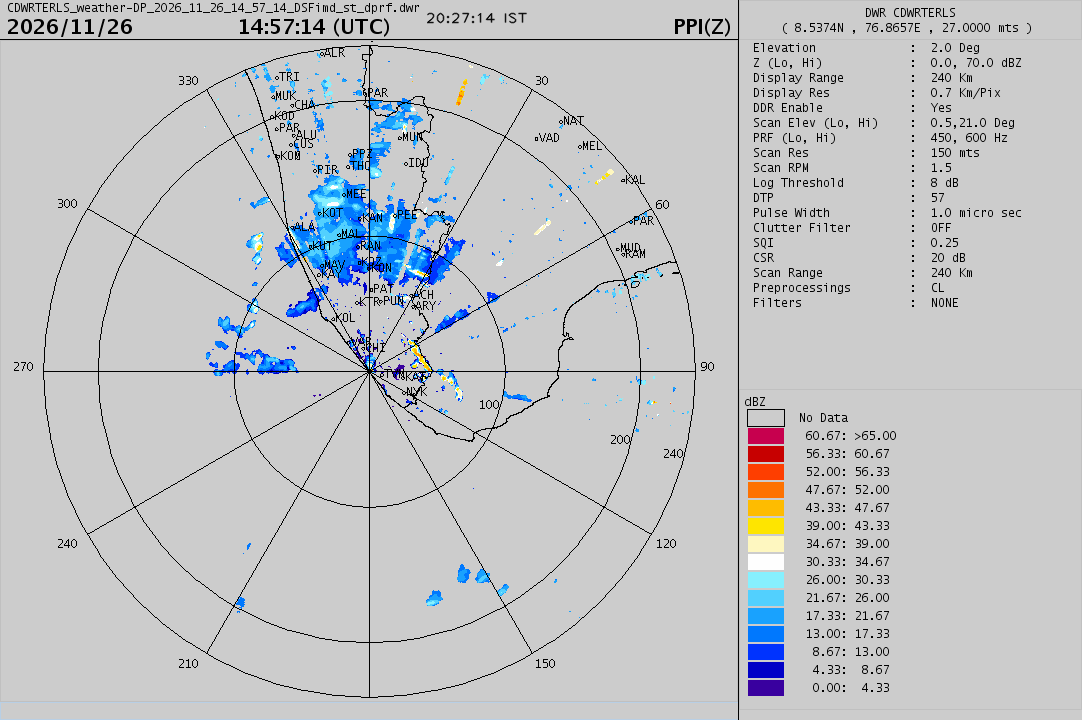 CDWRTERLS_weather-DP_2026_11_26_14_57_14_DSFimd_st_dprf.dwr
2026/11/26 14:57:14 (UTC) 20:27:14 IST PPI(Z)
DWR CDWRTERLS
( 8.5374N , 76.8657E , 27.0000 mts )
Elevation : 2.0 Deg
Z (Lo, Hi) : 0.0, 70.0 dBZ
Display Range : 240 Km
Display Res : 0.7 Km/Pix
DDR Enable : Yes
Scan Elev (Lo, Hi) : 0.5,21.0 Deg
PRF (Lo, Hi) : 450, 600 Hz
Scan Res : 150 mts
Scan RPM : 1.5
Log Threshold : 8 dB
DTP : 57
Pulse Width : 1.0 micro sec
Clutter Filter : OFF
SQI : 0.25
CSR : 20 dB
Scan Range : 240 Km
Preprocessings : CL
Filters : NONE
dBZ
No Data
60.67: >65.00
56.33: 60.67
52.00: 56.33
47.67: 52.00
43.33: 47.67
39.00: 43.33
34.67: 39.00
30.33: 34.67
26.00: 30.33
21.67: 26.00
17.33: 21.67
13.00: 17.33
8.67: 13.00
4.33: 8.67
0.00: 4.33
ALR
330 TRI 30
MUK PAR
CHA
KOD NAT
PAR
ALU MUN VAD
CUS MEL
KOM
IDU
PIR THO
KAL
MEE
300 60
KOT PEE
KAN PAR
ALA
MAL
KUT RAN MUD
RAM
MAV KON
PAT
ACH
KTR PUN
ARY
KOL
270 90
NYK
100
200
240
240 120
210 150